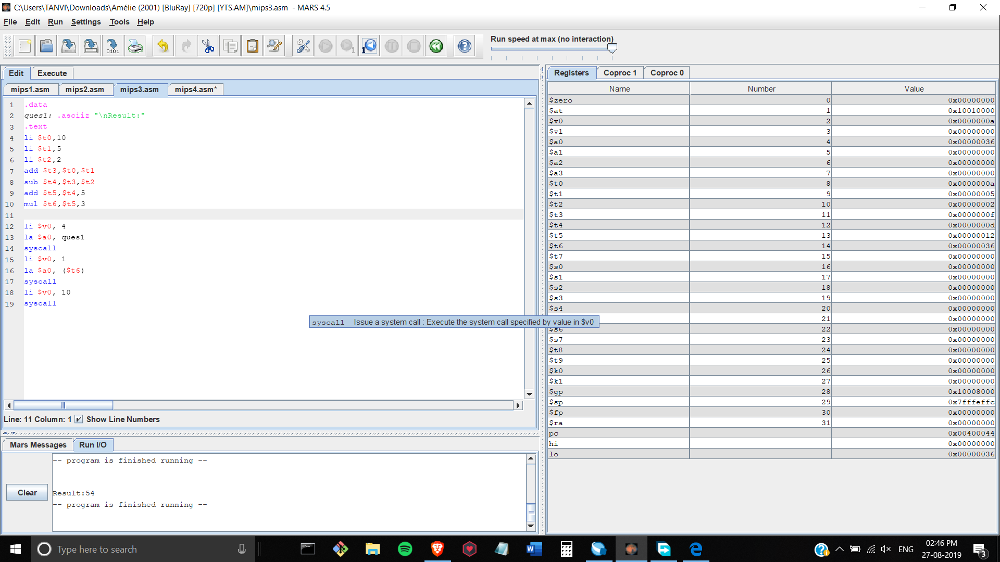 C:\Users\TANVI\Downloads\Amélie (2001) [BluRay] [720p] [YTS.AM]\mips3.asm - MARS 4.5
File Edit Run Settings Tools Help
Run speed at max (no interaction)
Edit Execute
mips1.asm mips2.asm mips3.asm mips4.asm*
1 .data
2 ques1: .asciiz "\nResult:"
3 .text
4 li $t0,10
5 li $t1,5
6 li $t2,2
7 add $t3,$t0,$t1
8 sub $t4,$t3,$t2
9 add $t5,$t4,5
10 mul $t6,$t5,3
11
12 li $v0, 4
13 la $a0, ques1
14 syscall
15 li $v0, 1
16 la $a0, ($t6)
17 syscall
18 li $v0, 10
19 syscall
syscall Issue a system call : Execute the system call specified by value in $v0
Line: 11 Column: 1 Show Line Numbers
Mars Messages Run I/O
Clear
-- program is finished running --
Result:54
-- program is finished running --
Registers Coproc 1 Coproc 0
Name Number Value
$zero 0 0x00000000
$at 1 0x10010000
$v0 2 0x0000000a
$v1 3 0x00000000
$a0 4 0x00000036
$a1 5 0x00000000
$a2 6 0x00000000
$a3 7 0x00000000
$t0 8 0x0000000a
$t1 9 0x00000005
$t2 10 0x00000002
$t3 11 0x0000000f
$t4 12 0x0000000d
$t5 13 0x00000012
$t6 14 0x00000036
$t7 15 0x00000000
$s0 16 0x00000000
$s1 17 0x00000000
$s2 18 0x00000000
$s3 19 0x00000000
$s4 20 0x00000000
21 0x00000000
$s6 22 0x00000000
$s7 23 0x00000000
$t8 24 0x00000000
$t9 25 0x00000000
$k0 26 0x00000000
$k1 27 0x00000000
$gp 28 0x10008000
$sp 29 0x7fffeffc
$fp 30 0x00000000
$ra 31 0x00000000
pc 0x00400044
hi 0x00000000
lo 0x00000036
Type here to search
ENG
02:46 PM
27-08-2019
3